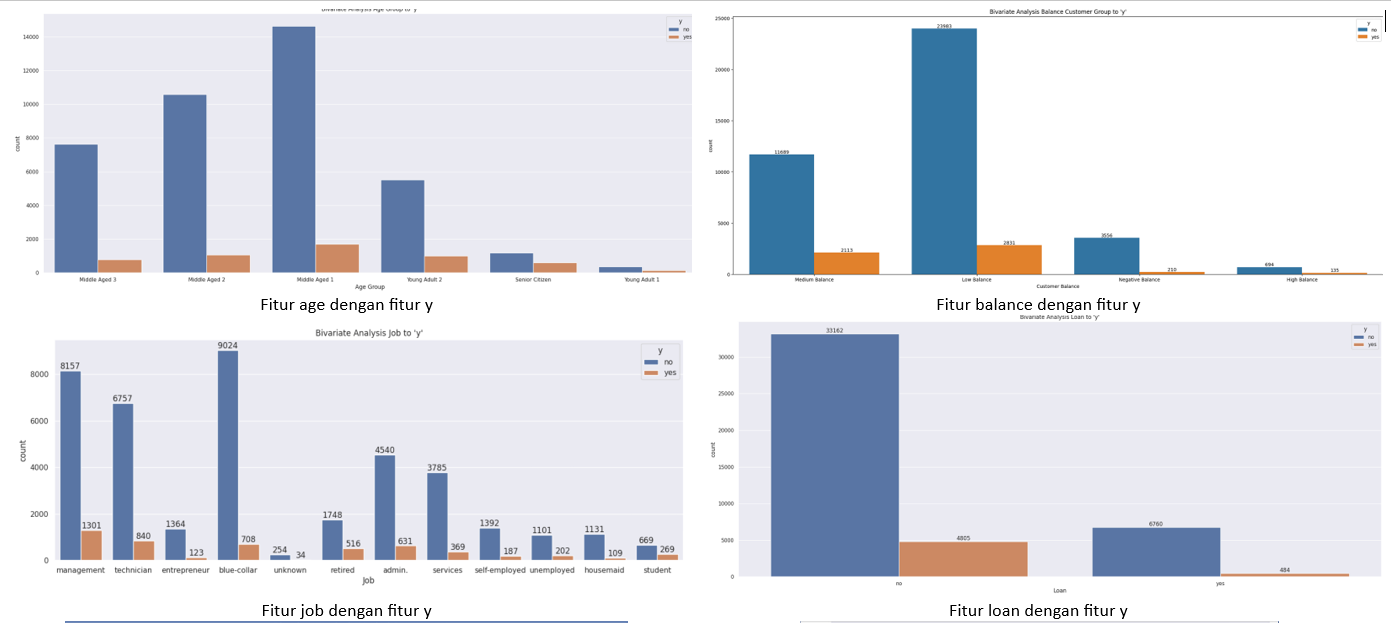 Bivariate Analysis Age Group to 'y'
y
no
yes
14000
12000
10000
8000
6000
4000
2000
0
count
Middle Aged 3 Middle Aged 2 Middle Aged 1 Young Adult 2 Senior Citizen Young Adult 1
Age Group
Fitur age dengan fitur y
Bivariate Analysis Balance Customer Group to 'y'
y
no
yes
25000
20000
15000
10000
5000
0
count
11689 2113 23983 2831 3556 210 694 135
Medium Balance Low Balance Negative Balance High Balance
Customer Balance
Fitur balance dengan fitur y
Bivariate Analysis Job to 'y'
y
no
yes
8000
6000
4000
2000
0
count
8157 1301 6757 840 1364 123 9024 708 254 34 1748 516 4540 631 3785 369 1392 187 1101 202 1131 109 669 269
management technician entrepreneur blue-collar unknown retired admin. services self-employed unemployed housemaid student
Job
Fitur job dengan fitur y
Bivariate Analysis Loan to 'y'
y
no
yes
30000
25000
20000
15000
10000
5000
0
count
33162 4805 6760 484
no yes
Loan
Fitur loan dengan fitur y